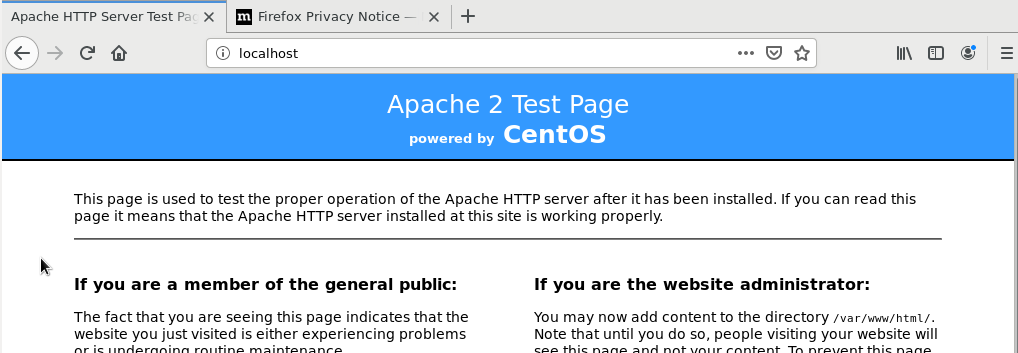 Apache HTTP Server Test Pag
Firefox Privacy Notice —
localhost
Apache 2 Test Page
powered by CentOS
This page is used to test the proper operation of the Apache HTTP server after it has been installed. If you can read this
page it means that the Apache HTTP server installed at this site is working properly.
If you are a member of the general public:
The fact that you are seeing this page indicates that the
website you just visited is either experiencing problems
or is undergoing routine maintenance.
If you are the website administrator:
You may now add content to the directory /var/www/html/.
Note that until you do so, people visiting your website will
see this page and not your content. To prevent this page